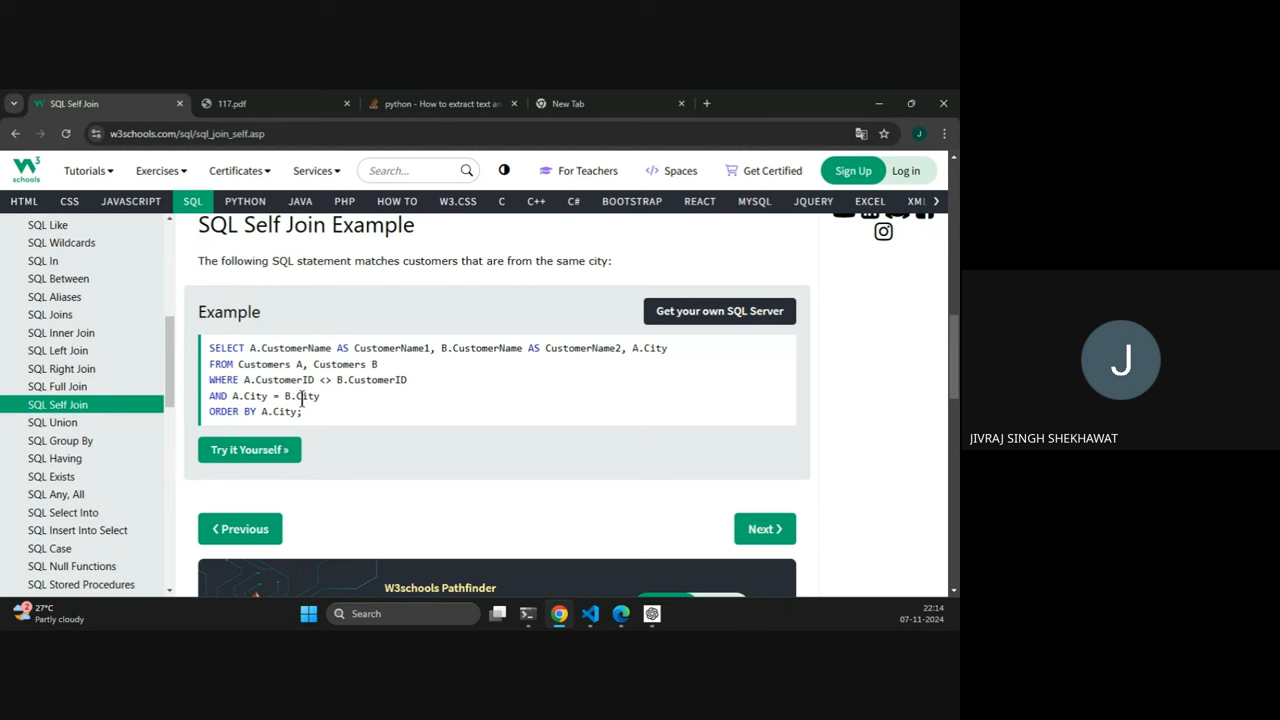 SQL Self Join
117.pdf
python - How to extract text an
New Tab
w3schools.com/sql/sql_join_self.asp
J
W 3 schools
Tutorials
Exercises
Certificates
Services
Search...
For Teachers
Spaces
Get Certified
Sign Up
Log in
HTML CSS JAVASCRIPT SQL PYTHON JAVA PHP HOW TO W3.CSS C C++ C# BOOTSTRAP REACT MYSQL JQUERY EXCEL XML
SQL Like
SQL Wildcards
SQL In
SQL Between
SQL Aliases
SQL Joins
SQL Inner Join
SQL Left Join
SQL Right Join
SQL Full Join
SQL Self Join
SQL Union
SQL Group By
SQL Having
SQL Exists
SQL Any, All
SQL Select Into
SQL Insert Into Select
SQL Case
SQL Null Functions
SQL Stored Procedures
SQL Self Join Example
The following SQL statement matches customers that are from the same city:
Example
Get your own SQL Server
SELECT A.CustomerName AS CustomerName1, B.CustomerName AS CustomerName2, A.City
FROM Customers A, Customers B
WHERE A.CustomerID <> B.CustomerID
AND A.City = B.City
ORDER BY A.City;
Try it Yourself »
❮ Previous
Next ❯
W3schools Pathfinder
2
27°C
Partly cloudy
Search
22:14
07-11-2024
J
JIVRAJ SINGH SHEKHAWAT